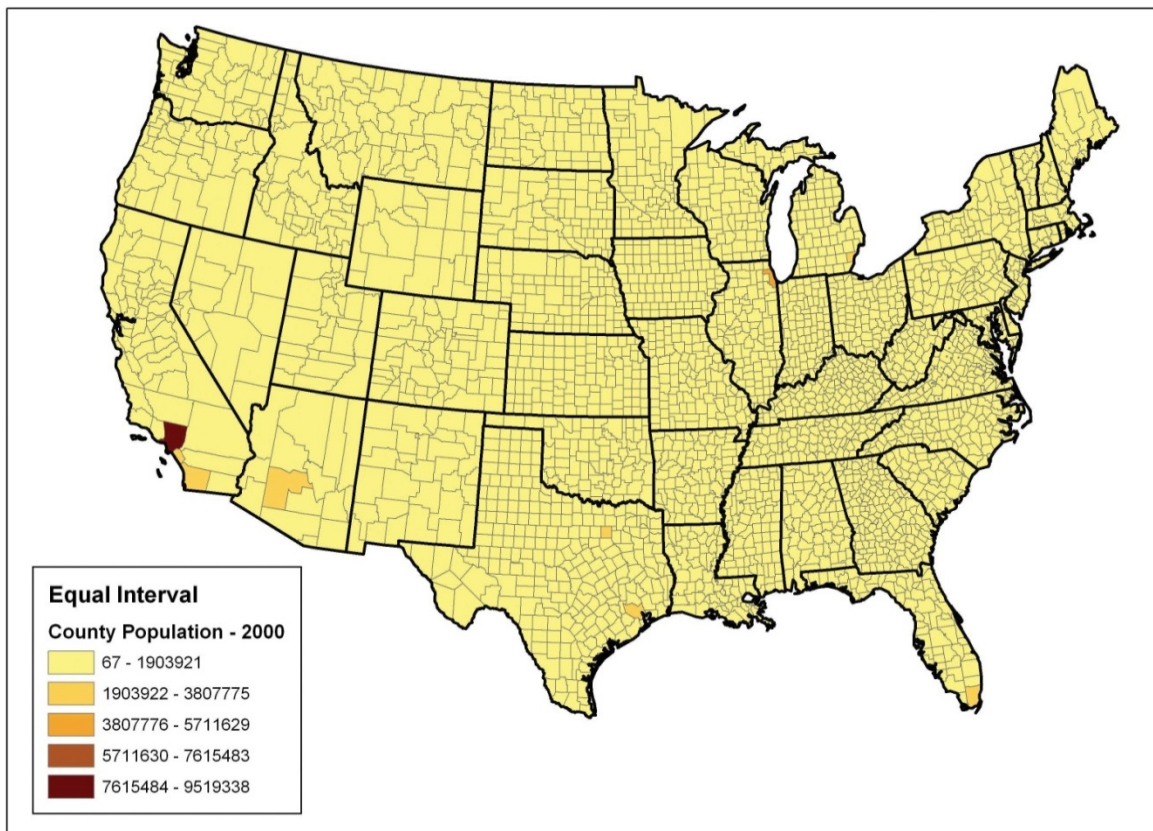 Equal Interval
County Population - 2000
67 - 1903921
1903922 - 3807775
3807776 - 5711629
5711630 - 7615483
7615484 - 9519338